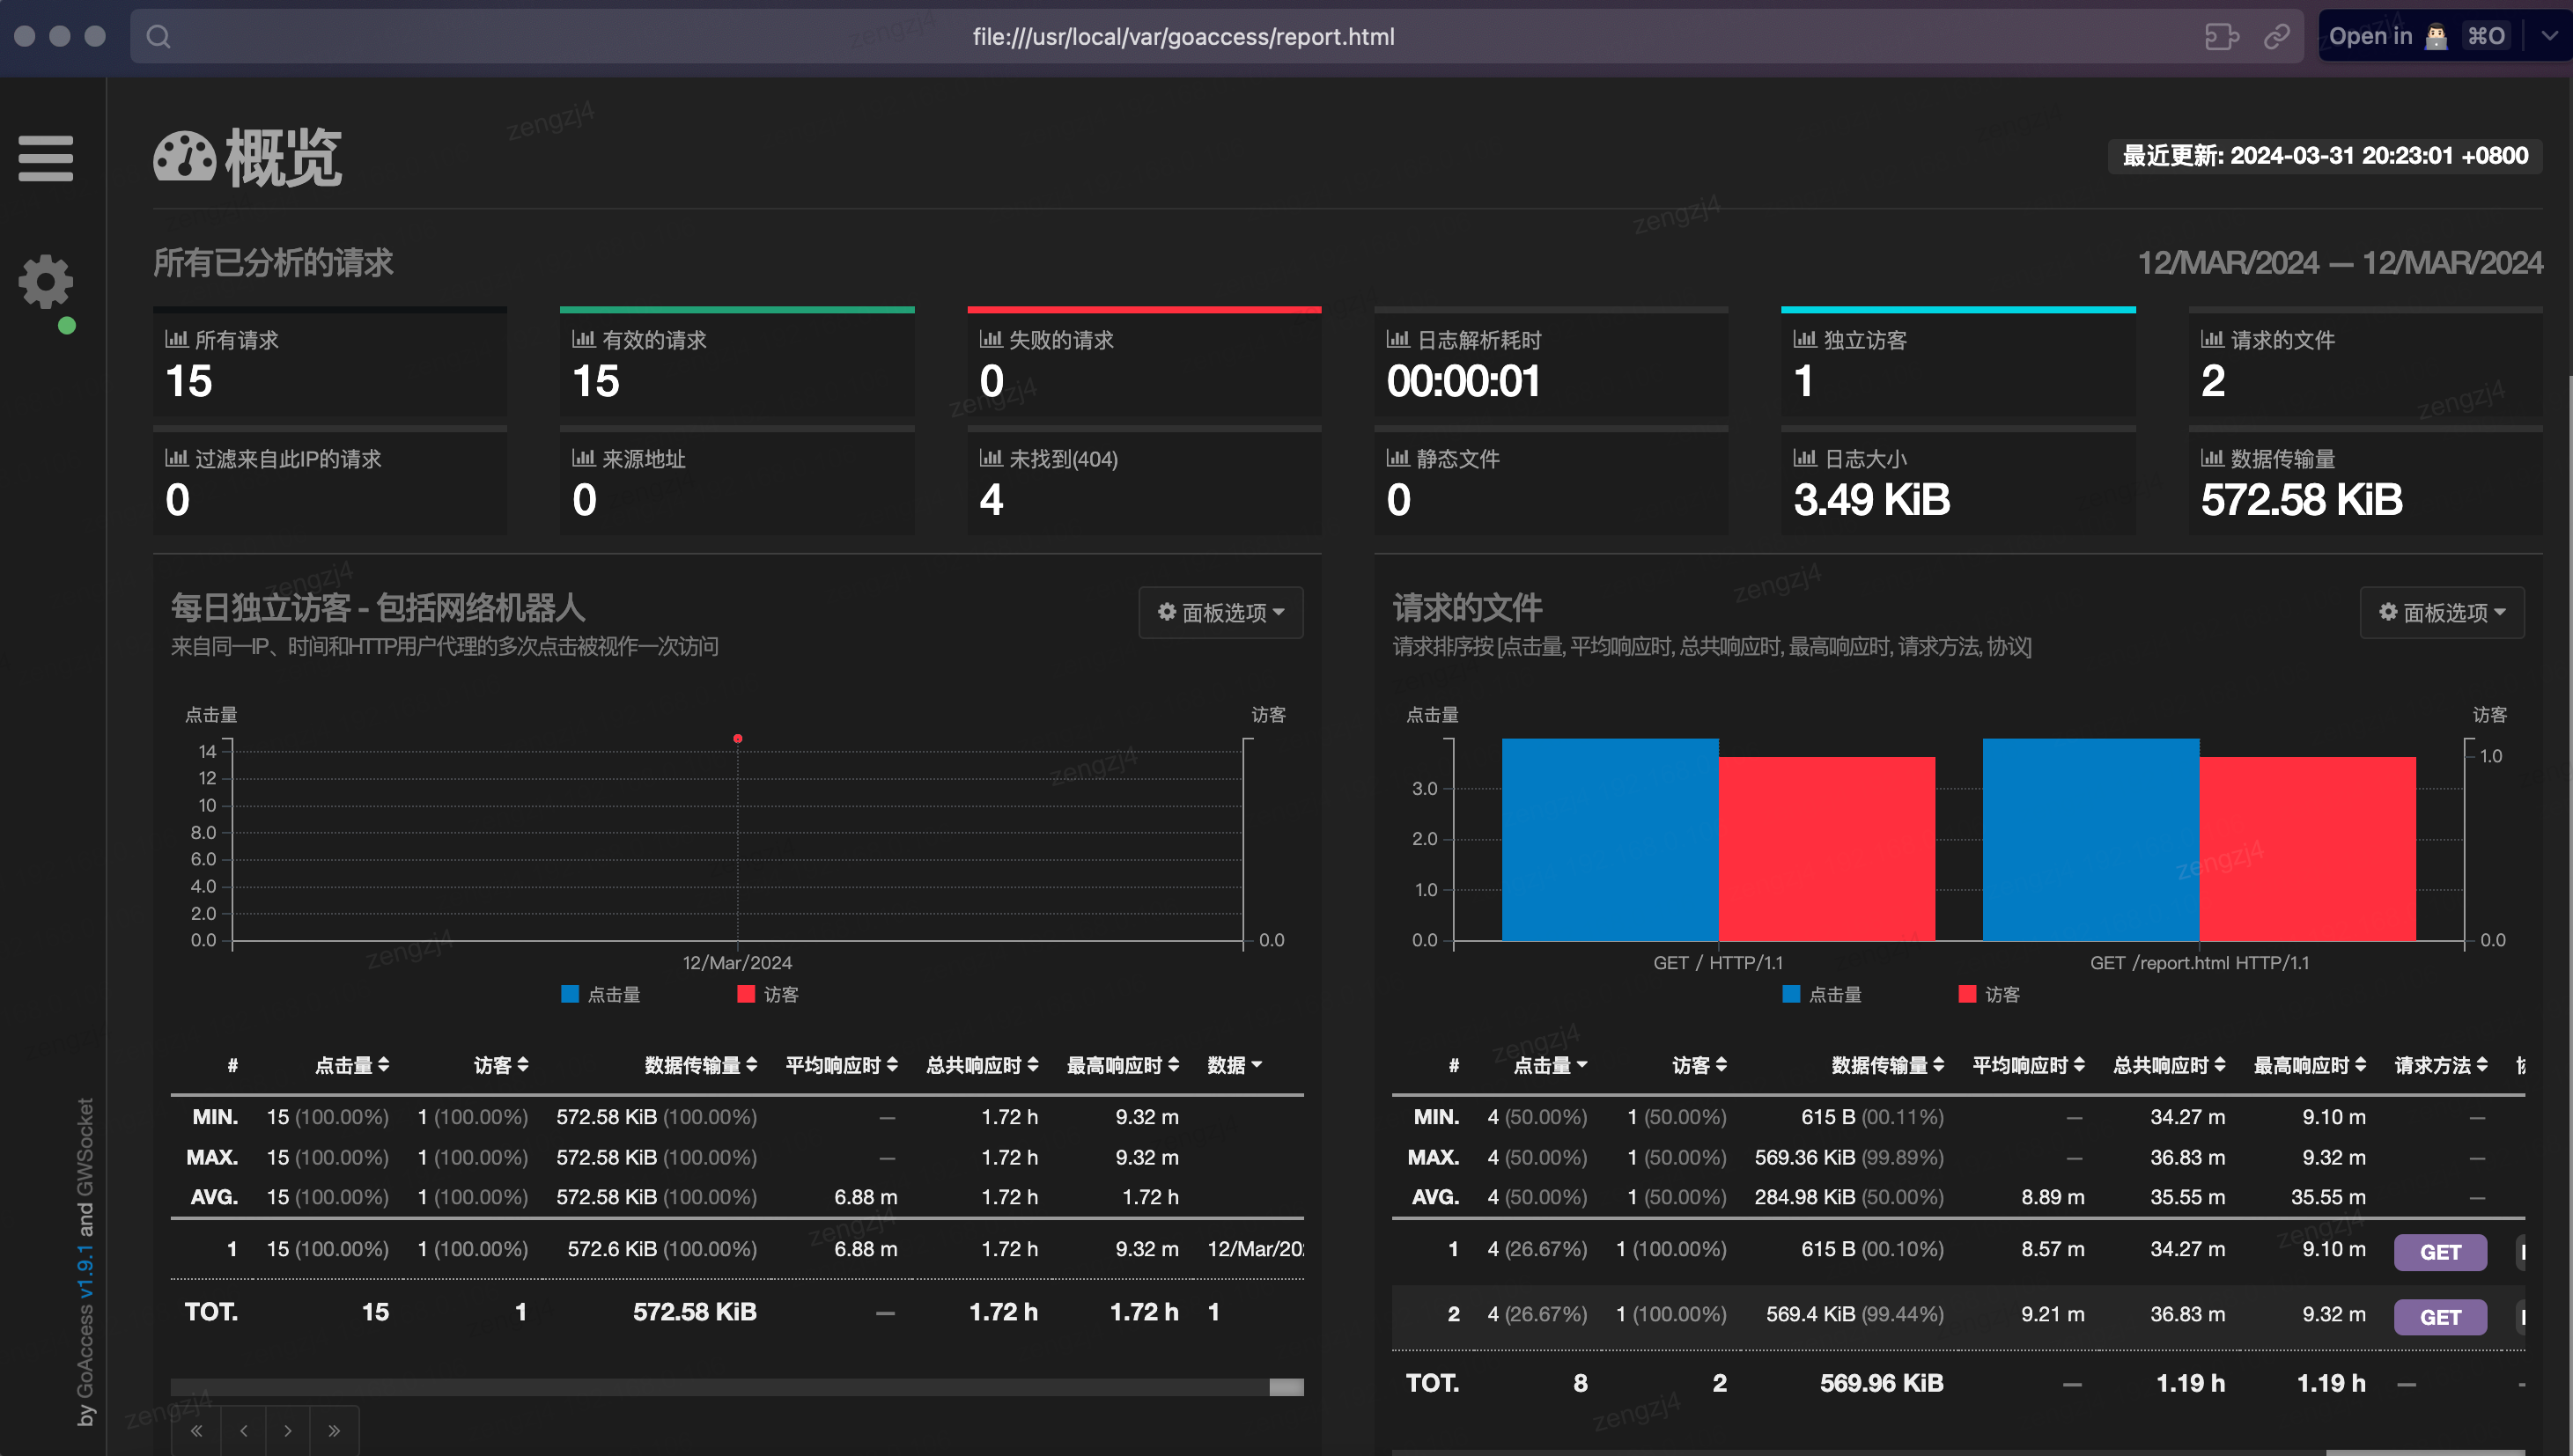 file:///usr/local/var/goaccess/report.html
Open in ⌘O
概览
最近更新: 2024-03-31 20:23:01 +0800
所有已分析的请求
12/MAR/2024 — 12/MAR/2024
所有请求
15
有效的请求
15
失败的请求
0
日志解析耗时
00:00:01
独立访客
1
请求的文件
2
过滤来自此IP的请求
0
来源地址
0
未找到(404)
4
静态文件
0
日志大小
3.49 KiB
数据传输量
572.58 KiB
每日独立访客 - 包括网络机器人
面板选项
来自同一IP、时间和HTTP用户代理的多次点击被视作一次访问
点击量
访客
14
12
10
8.0
6.0
4.0
2.0
0.0
0.0
12/Mar/2024
点击量
访客
# 点击量 访客 数据传输量 平均响应时 总共响应时 最高响应时 数据
MIN. 15 (100.00%) 1 (100.00%) 572.58 KiB (100.00%) — 1.72 h 9.32 m
MAX. 15 (100.00%) 1 (100.00%) 572.58 KiB (100.00%) — 1.72 h 9.32 m
AVG. 15 (100.00%) 1 (100.00%) 572.58 KiB (100.00%) 6.88 m 1.72 h 1.72 h
1 15 (100.00%) 1 (100.00%) 572.6 KiB (100.00%) 6.88 m 1.72 h 9.32 m 12/Mar/20
TOT. 15 1 572.58 KiB — 1.72 h 1.72 h 1
« ‹ › »
请求的文件
面板选项
请求排序按 [点击量, 平均响应时, 总共响应时, 最高响应时, 请求方法, 协议]
点击量
访客
3.0
2.0
1.0
0.0
1.0
0.0
GET / HTTP/1.1
GET /report.html HTTP/1.1
点击量
访客
# 点击量 访客 数据传输量 平均响应时 总共响应时 最高响应时 请求方法
MIN. 4 (50.00%) 1 (50.00%) 615 B (00.11%) — 34.27 m 9.10 m —
MAX. 4 (50.00%) 1 (50.00%) 569.36 KiB (99.89%) — 36.83 m 9.32 m —
AVG. 4 (50.00%) 1 (50.00%) 284.98 KiB (50.00%) 8.89 m 35.55 m 35.55 m —
1 4 (26.67%) 1 (100.00%) 615 B (00.10%) 8.57 m 34.27 m 9.10 m GET
2 4 (26.67%) 1 (100.00%) 569.4 KiB (99.44%) 9.21 m 36.83 m 9.32 m GET
TOT. 8 2 569.96 KiB — 1.19 h 1.19 h —
by GoAccess v1.9.1 and GWSocket
zengzj4